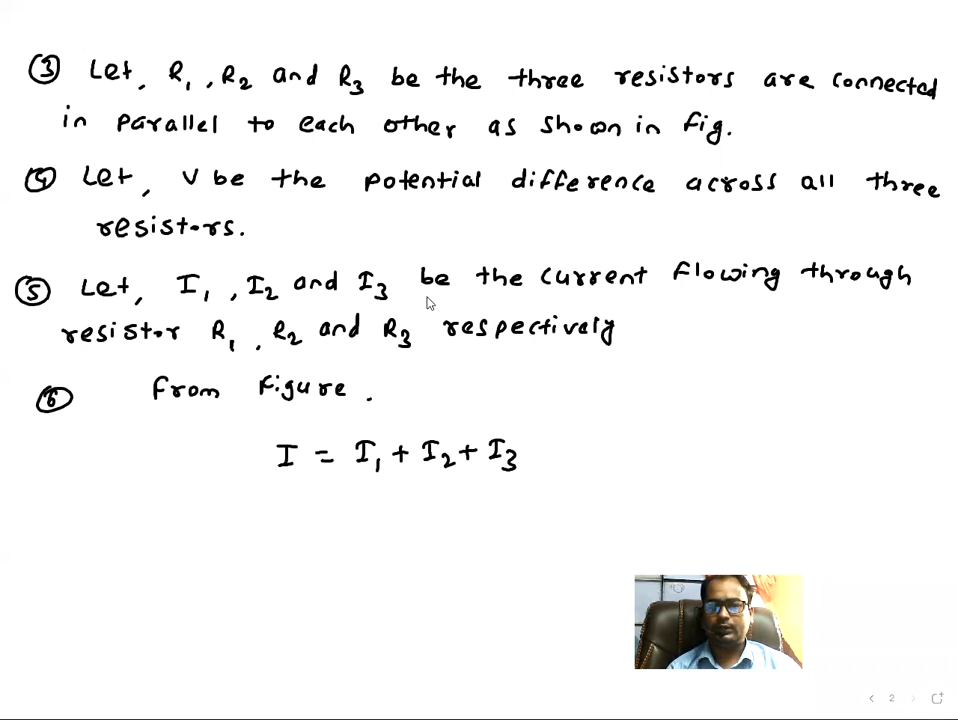 ③ Let, R₁, R₂ and R₃ be the three resistors are connected
in parallel to each other as shown in fig.
④ Let, V be the potential difference across all three
resistors.
⑤ Let, I₁, I₂ and I₃ be the current flowing through
resistor R₁, R₂ and R₃ respectively
⑥ From figure.
I = I₁ + I₂ + I₃
2